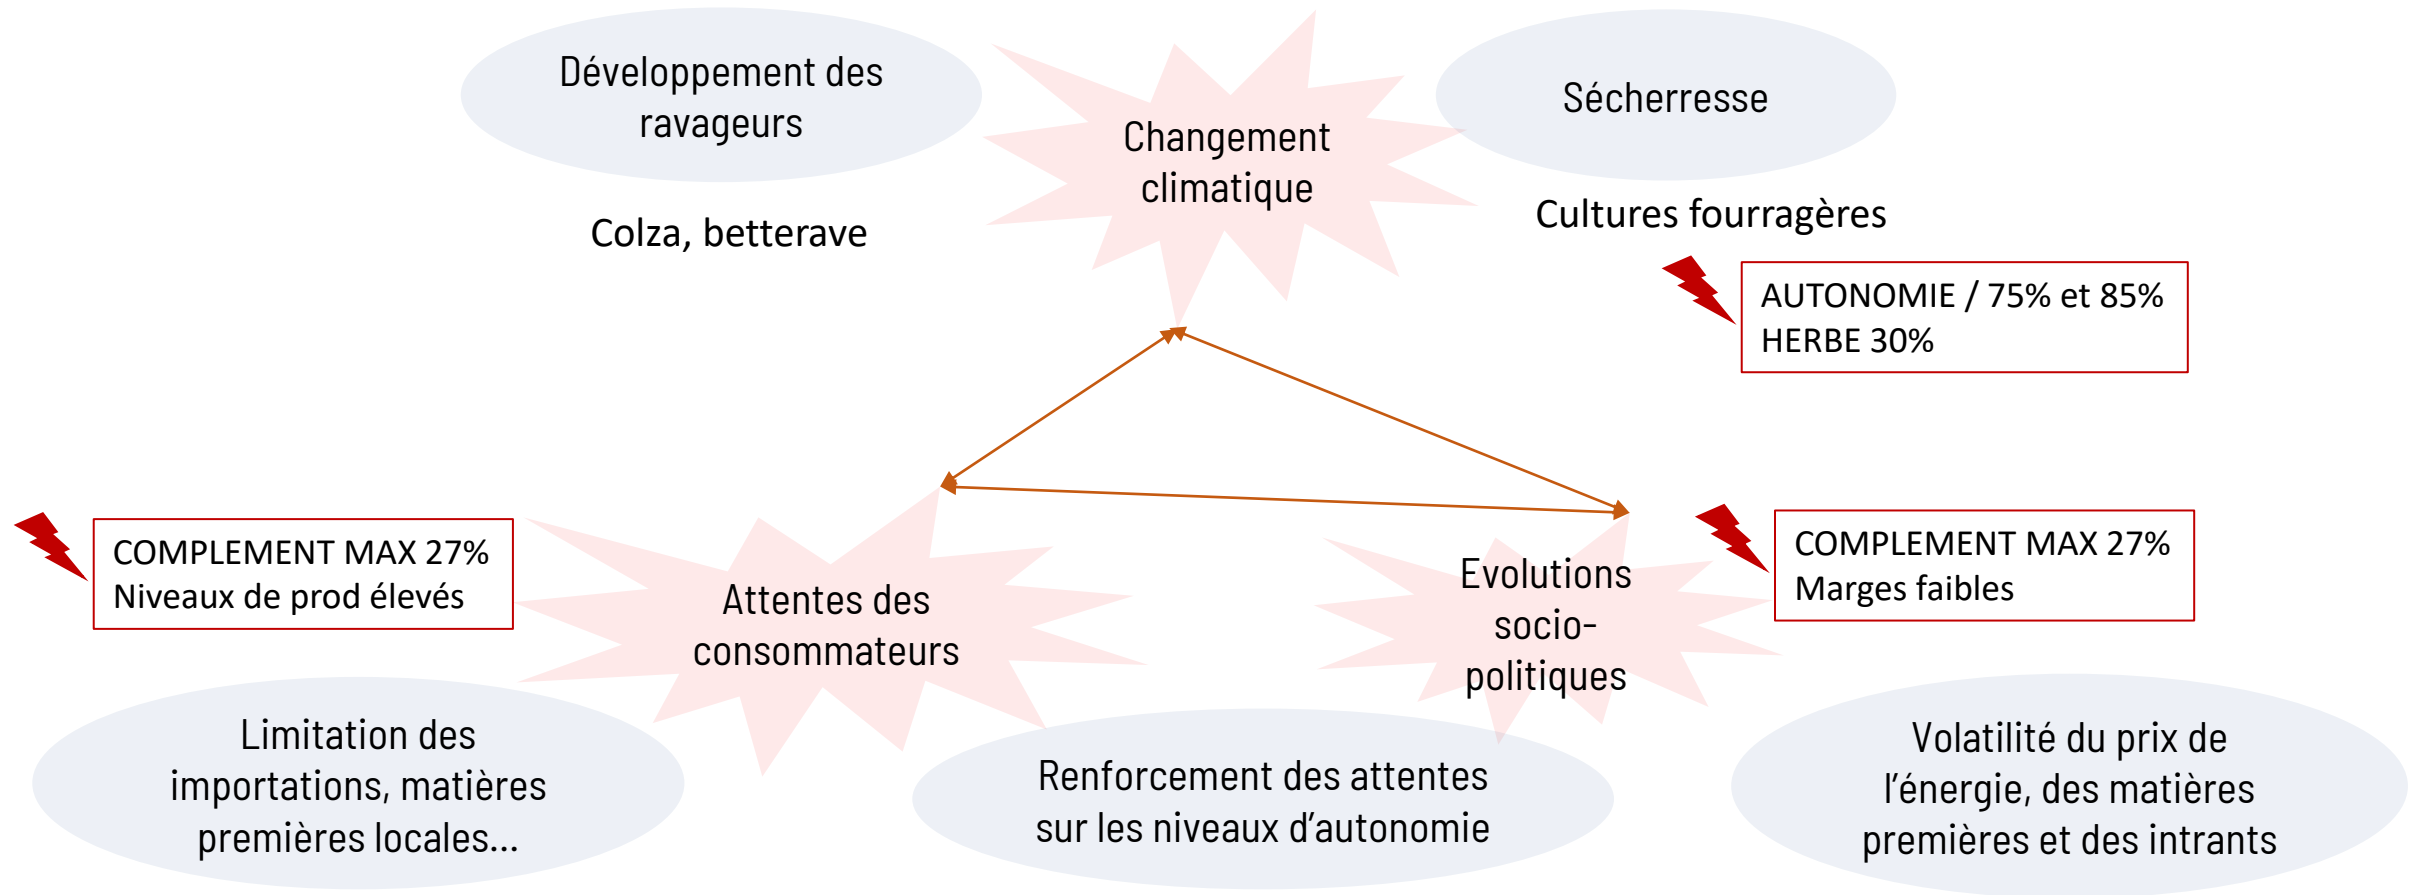 Développement des
ravageurs
Colza, betterave
Changement
climatique
Sécherresse
Cultures fourragères
AUTONOMIE / 75% et 85%
HERBE 30%
COMPLEMENT MAX 27%
Niveaux de prod élevés
Attentes des
consommateurs
Evolutions
socio-
politiques
COMPLEMENT MAX 27%
Marges faibles
Limitation des
importations, matières
premières locales...
Renforcement des attentes
sur les niveaux d'autonomie
Volatilité du prix de
l'énergie, des matières
premières et des intrants